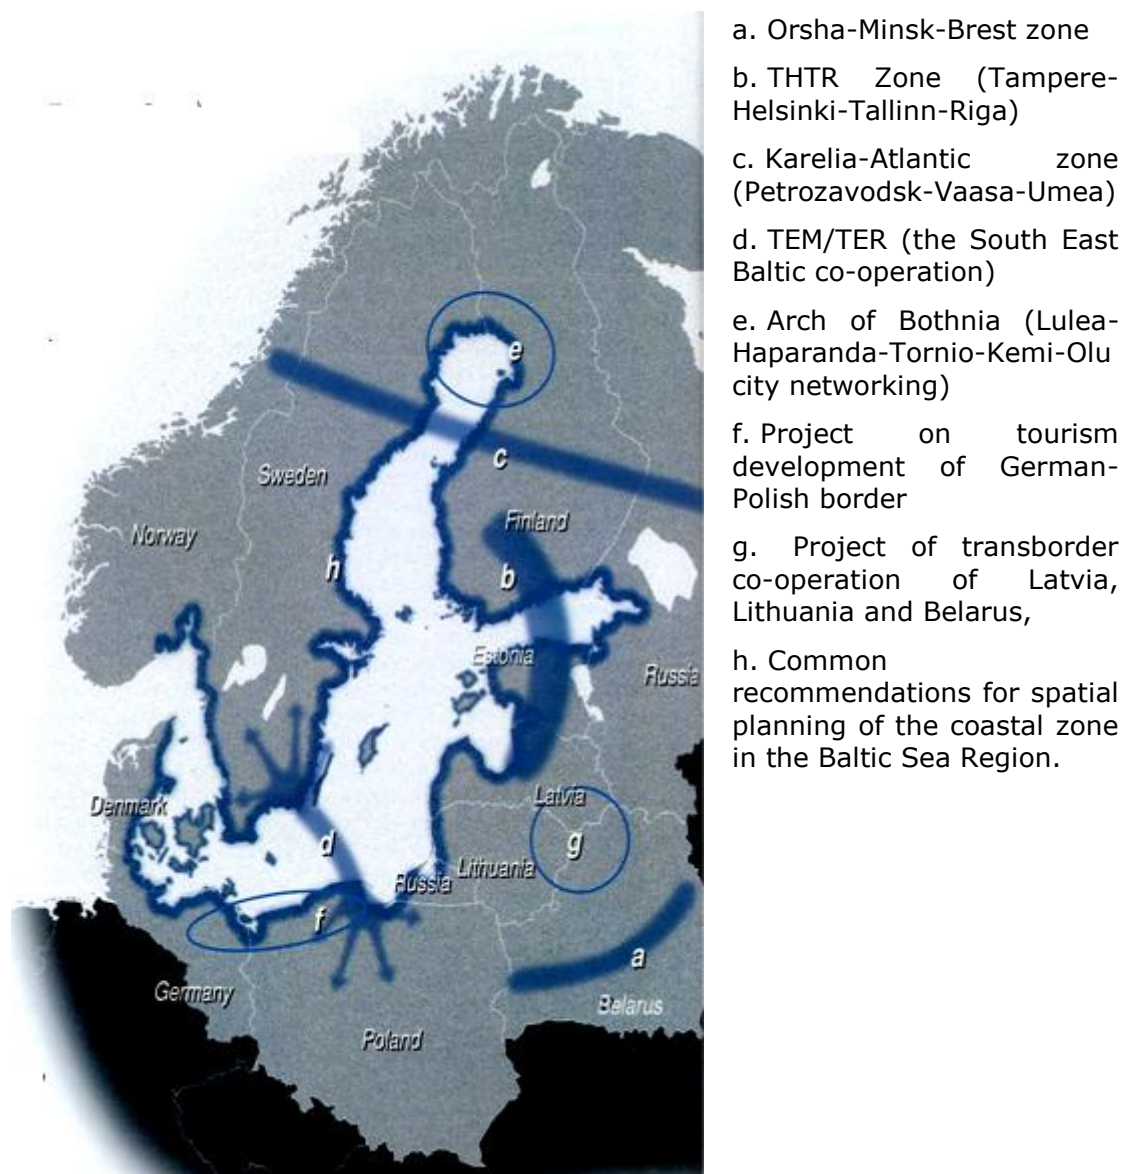 a. Orsha-Minsk-Brest zone
b. THTR Zone (Tampere-
Helsinki-Tallinn-Riga)
c. Karelia-Atlantic zone
(Petrozavodsk-Vaasa-Umea)
d. TEM/TER (the South East
Baltic co-operation)
e. Arch of Bothnia (Lulea-
Haparanda-Tornio-Kemi-Olu
city networking)
f. Project on tourism
development of German-
Polish border
g. Project of transborder
co-operation of Latvia,
Lithuania and Belarus,
h. Common
recommendations for spatial
planning of the coastal zone
in the Baltic Sea Region.
e
c
Sweden
Finland
Norway
h
b
Estonia
Russia
Latvia
Denmark
d
g
Lithuania
Russia
f
a
Germany
Belarus
Poland